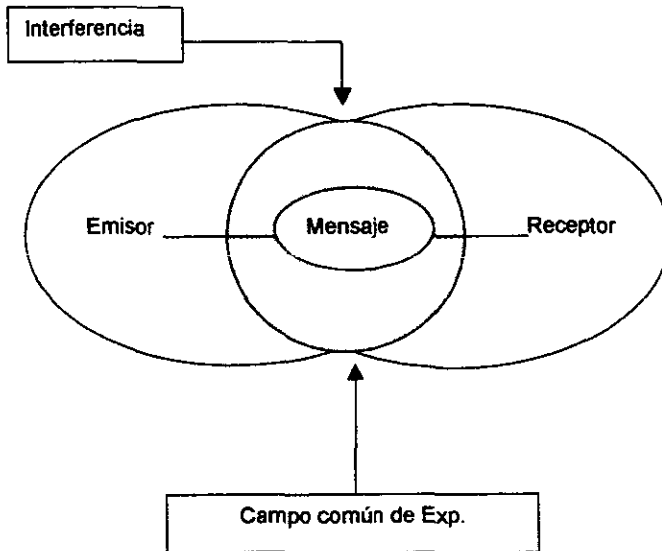 Interferencia
Emisor
Mensaje
Receptor
Campo común de Exp.